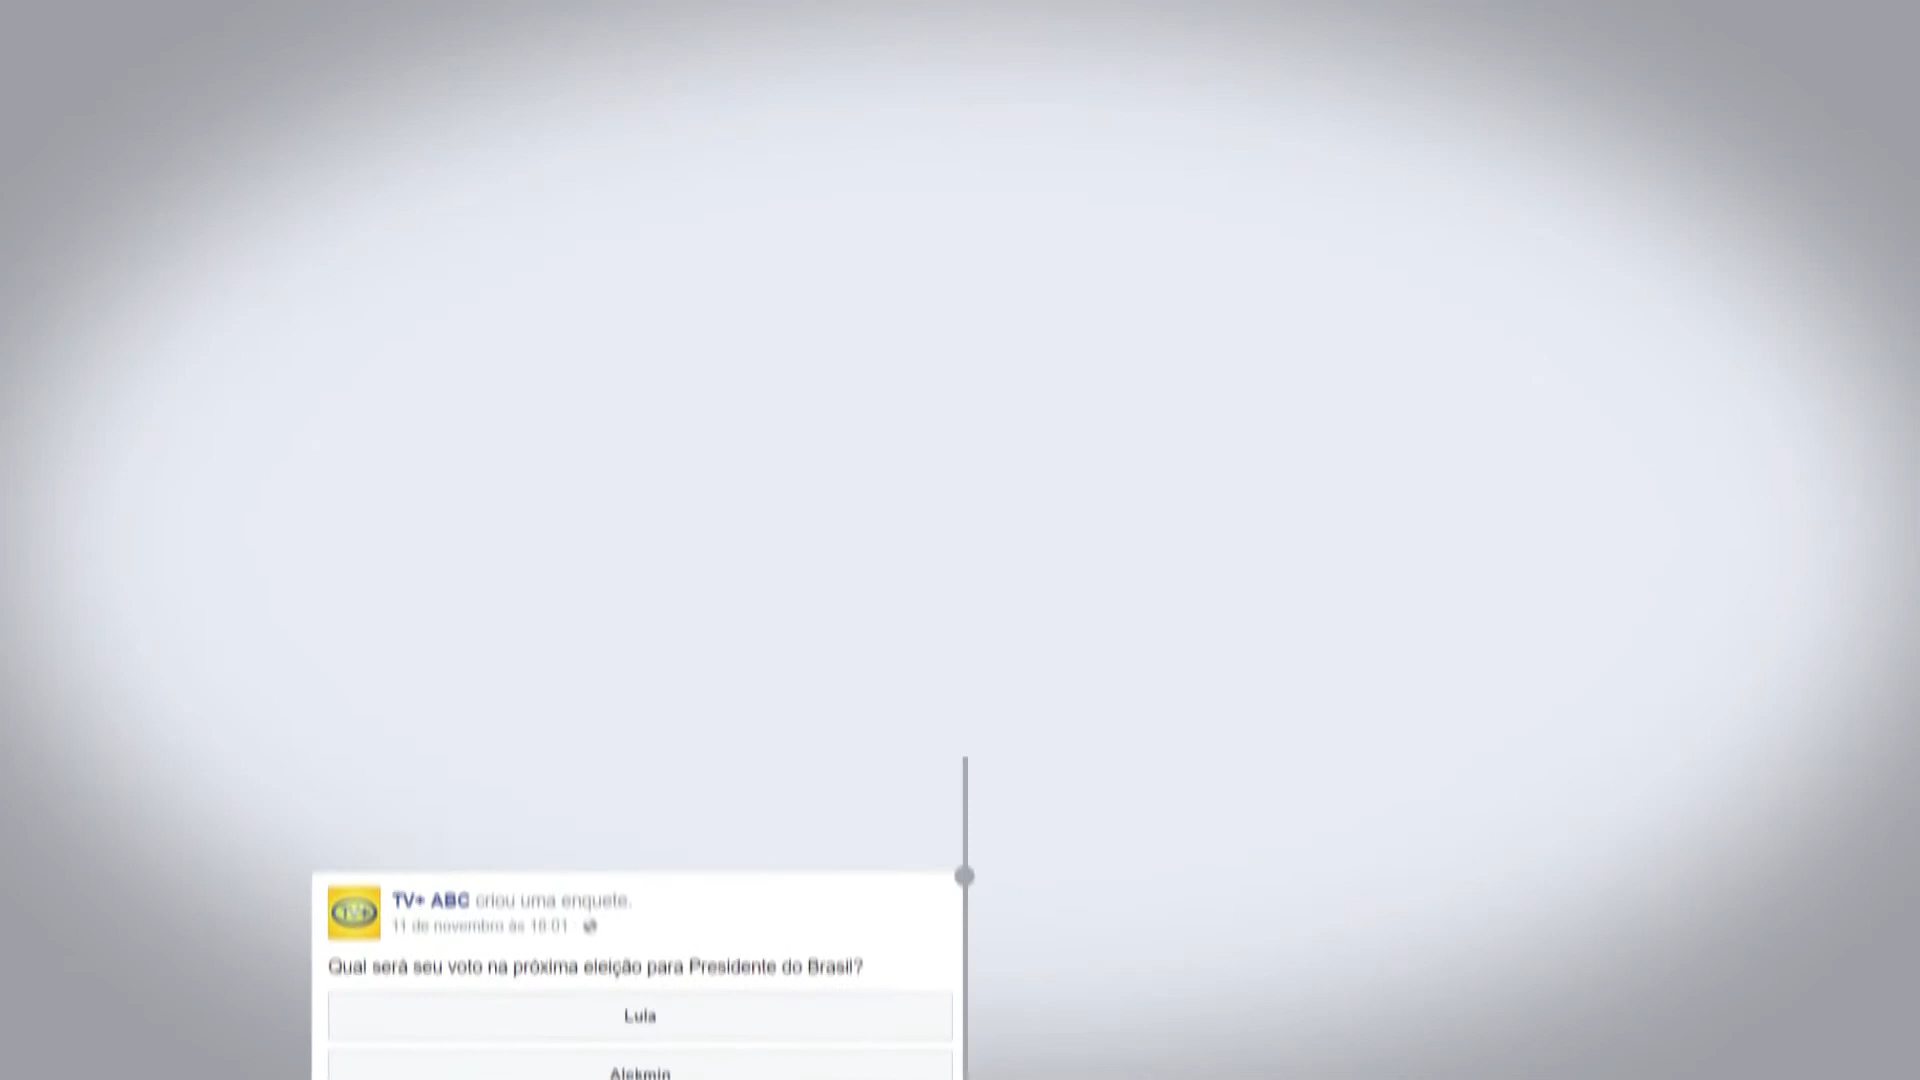 TV+ ABC criou uma enquete.
11 de novembro às 16:01
Qual será seu voto na próxima eleição para Presidente do Brasil?
Lula
Alckmin